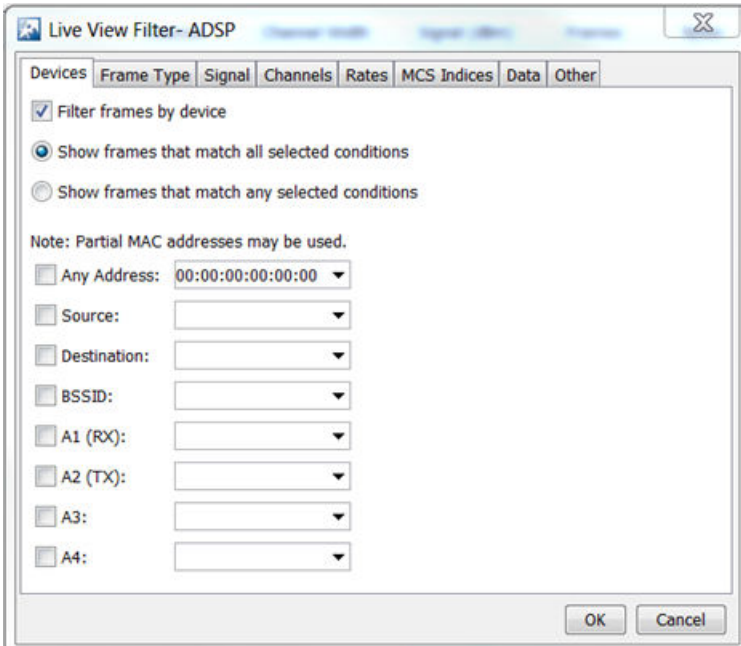 Live View Filter- ADSP
Devices Frame Type Signal Channels Rates MCS Indices Data Other
Filter frames by device
Show frames that match all selected conditions
Show frames that match any selected conditions
Note: Partial MAC addresses may be used.
Any Address: 00:00:00:00:00:00
Source:
Destination:
BSSID:
A1 (RX):
A2 (TX):
A3:
A4:
OK Cancel